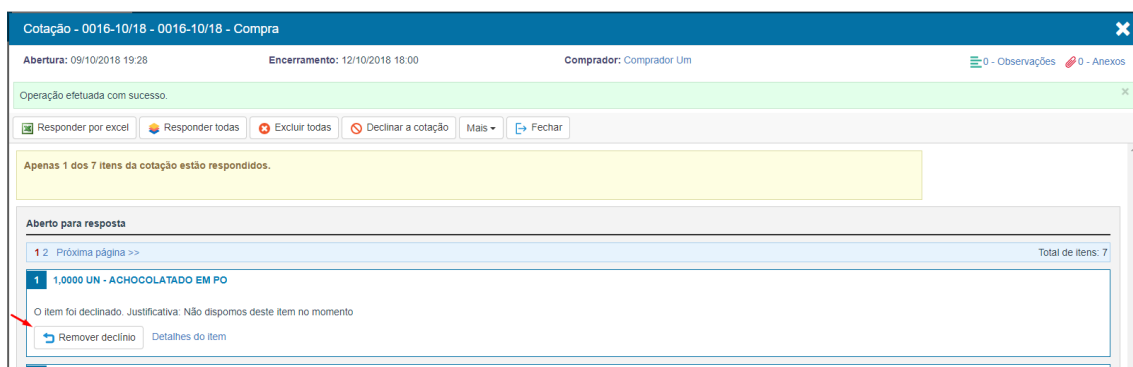 Cotação - 0016-10/18 - 0016-10/18 - Compra
Abertura: 09/10/2018 19:28 Encerramento: 12/10/2018 18:00 Comprador: Comprador Um 0 - Observações 0 - Anexos
Operação efetuada com sucesso.
Responder por excel Responder todas Excluir todas Declinar a cotação Mais Fechar
Apenas 1 dos 7 itens da cotação estão respondidos.
Aberto para resposta
1 2 Próxima página >> Total de itens: 7
1 1,0000 UN - ACHOCOLATADO EM PO
O item foi declinado. Justificativa: Não dispomos deste item no momento
Remover declínio Detalhes do item